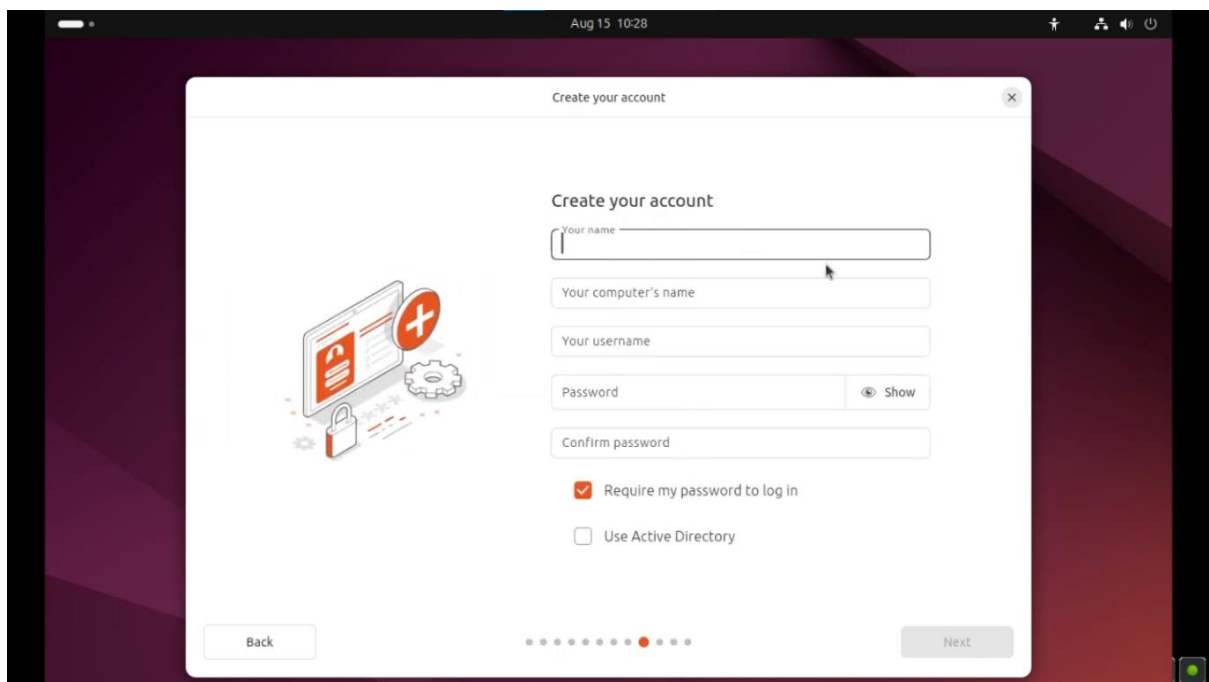 Aug 15 10:28
Create your account
Create your account
Your name
Your computer's name
Your username
Password
Show
Confirm password
Require my password to log in
Use Active Directory
Back
Next